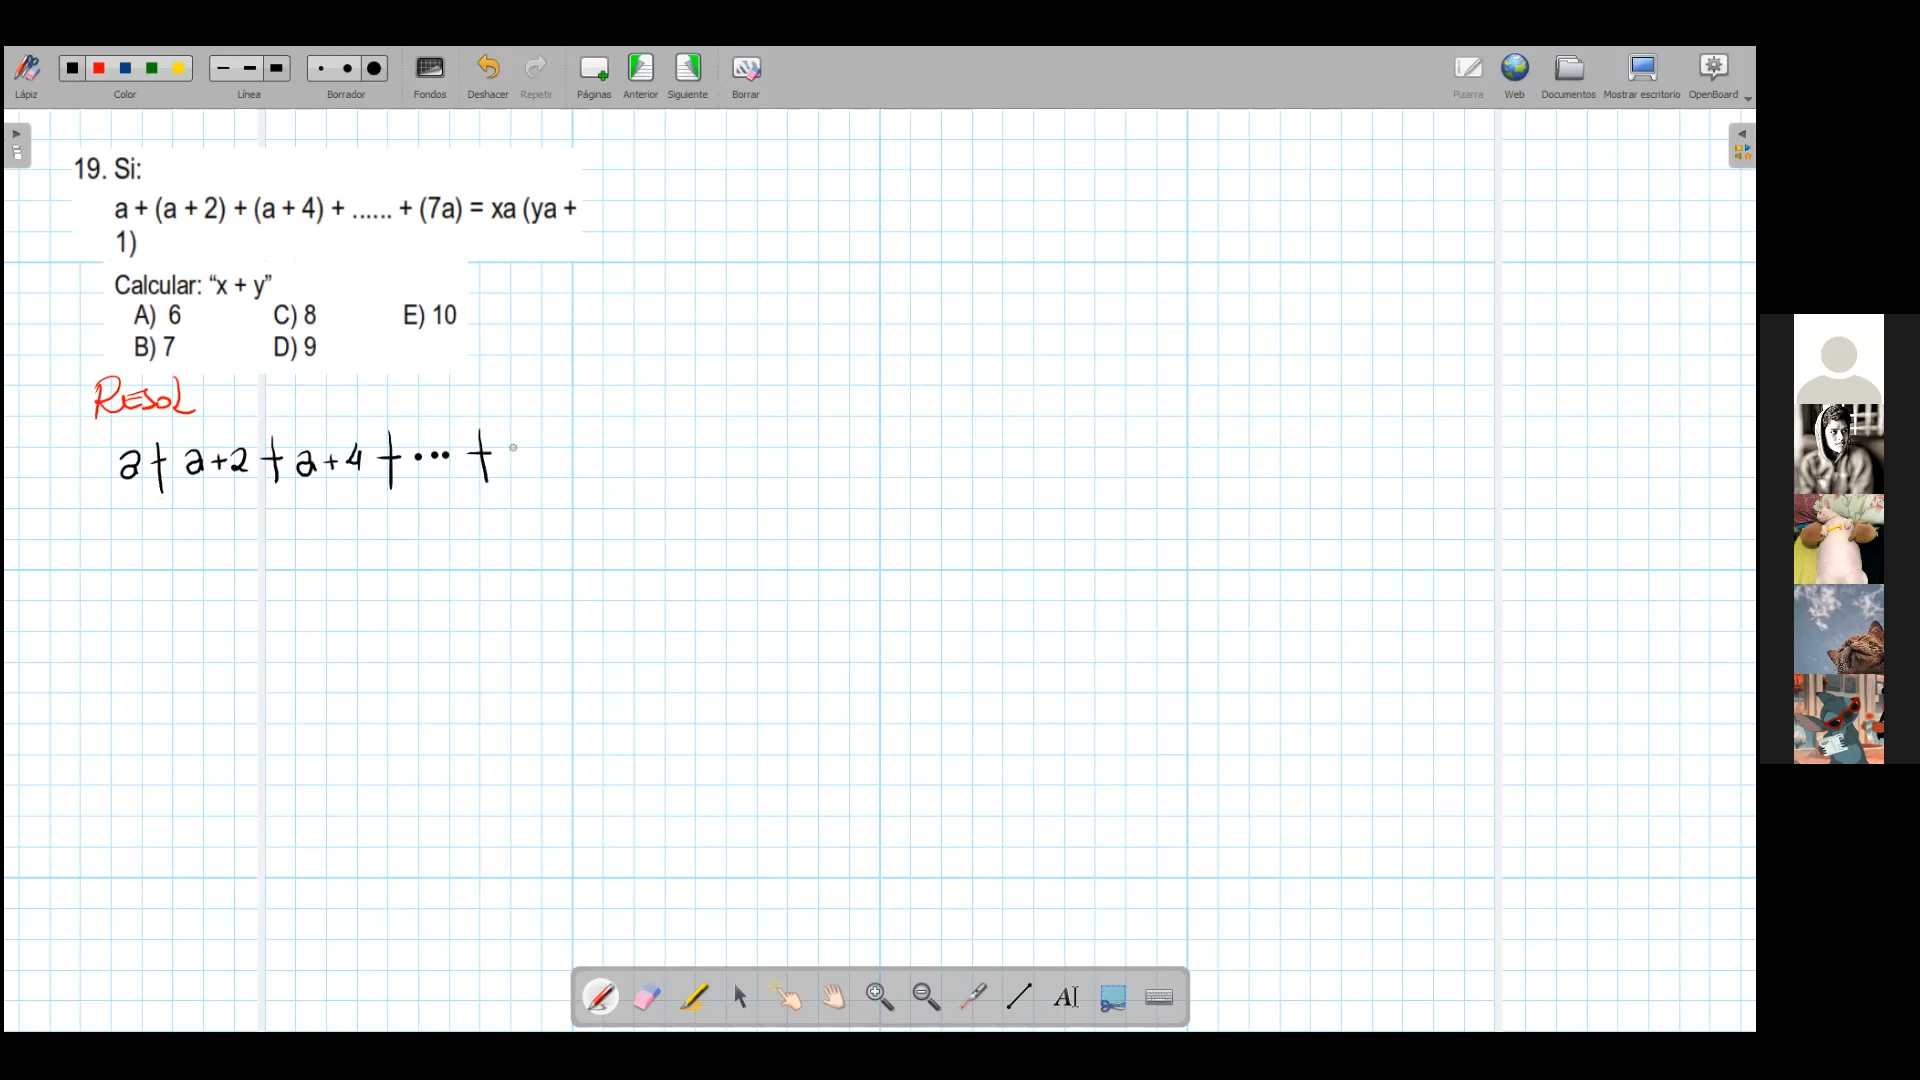 Lápiz
Color
Línea
Borrador
Fondos
Deshacer
Repetir
Páginas
Anterior
Siguiente
Borrar
Pizarra
Web
Documentos
Mostrar escritorio
OpenBoard
19. Si:
a + (a + 2) + (a + 4) + ...... + (7a) = xa (ya +
1)
Calcular: “x + y”
A) 6 C) 8 E) 10
B) 7 D) 9
RESOL
a + a+2 + a+4 + ... +